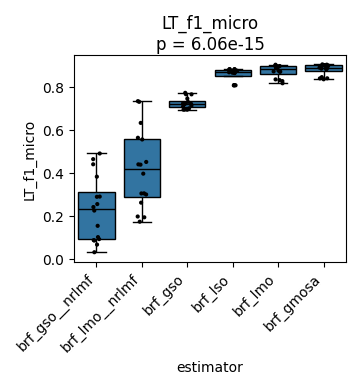 LT_f1_micro
p = 6.06e-15
LT_f1_micro
0.8
0.6
0.4
0.2
0.0
brf_gso__nrlmf
brf_lmo__nrlmf
brf_gso
brf_lso
brf_lmo
brf_gmosa
estimator